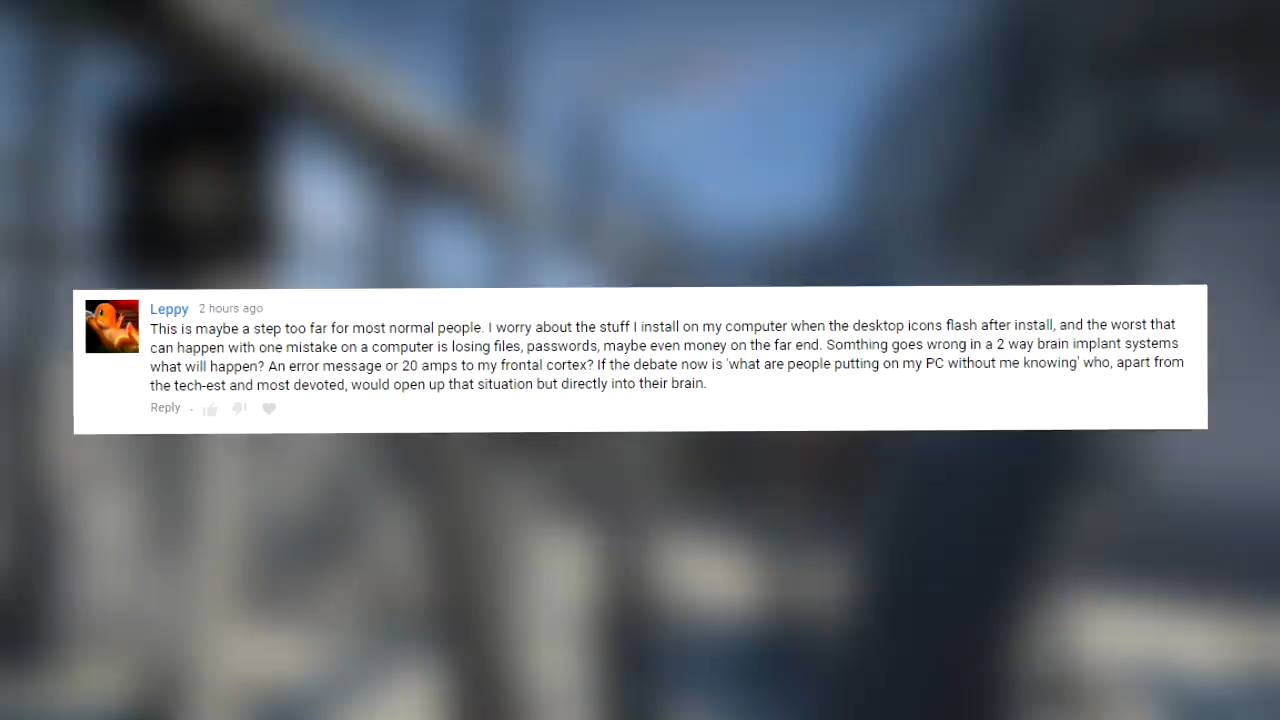 Leppy 2 hours ago
This is maybe a step too far for most normal people. I worry about the stuff I install on my computer when the desktop icons flash after install, and the worst that
can happen with one mistake on a computer is losing files, passwords, maybe even money on the far end. Somthing goes wrong in a 2 way brain implant systems
what will happen? An error message or 20 amps to my frontal cortex? If the debate now is 'what are people putting on my PC without me knowing' who, apart from
the tech-est and most devoted, would open up that situation but directly into their brain.
Reply